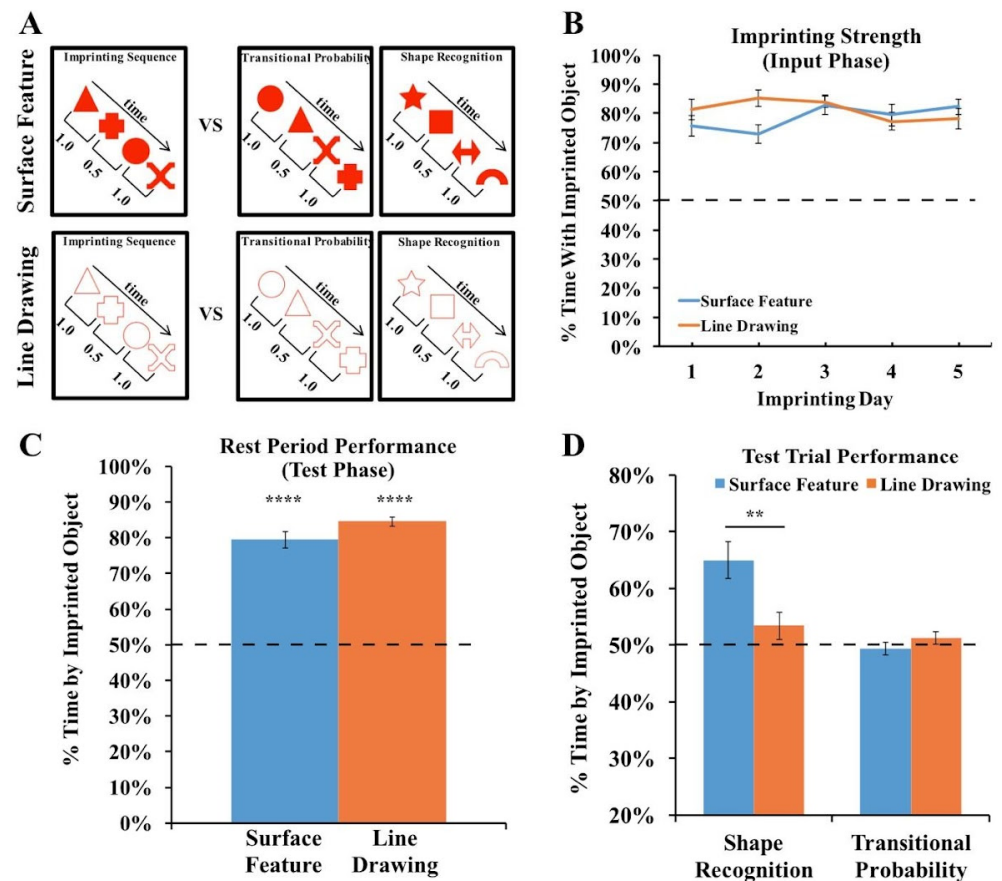 A
Surface Feature
Imprinting Sequence
time
1.0
0.5
1.0
VS
Transitional Probability
time
1.0
0.5
1.0
Shape Recognition
time
1.0
0.5
1.0
Line Drawing
Imprinting Sequence
time
1.0
0.5
1.0
VS
Transitional Probability
time
1.0
0.5
1.0
Shape Recognition
time
1.0
0.5
1.0
B
Imprinting Strength
(Input Phase)
% Time With Imprinted Object
100%
90%
80%
70%
60%
50%
40%
30%
20%
10%
0%
Surface Feature
Line Drawing
1 2 3 4 5
Imprinting Day
C
Rest Period Performance
(Test Phase)
% Time by Imprinted Object
100%
90%
80%
70%
60%
50%
40%
30%
20%
10%
0%
**** ****
Surface
Feature
Line
Drawing
D
Test Trial Performance
Surface Feature Line Drawing
% Time by Imprinted Object
80%
70%
60%
50%
40%
30%
20%
**
Shape
Recognition
Transitional
Probability